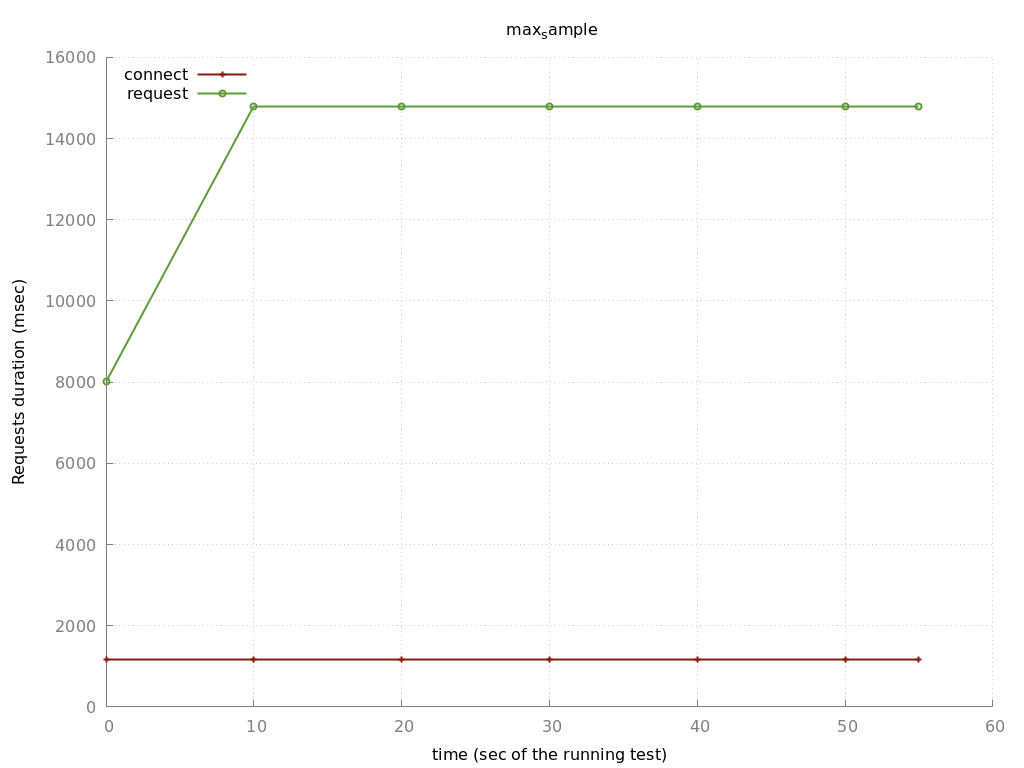 maxsample
16000
connect
request
14000
12000
10000
8000
6000
4000
2000
0
Requests duration (msec)
0 10 20 30 40 50 60
time (sec of the running test)